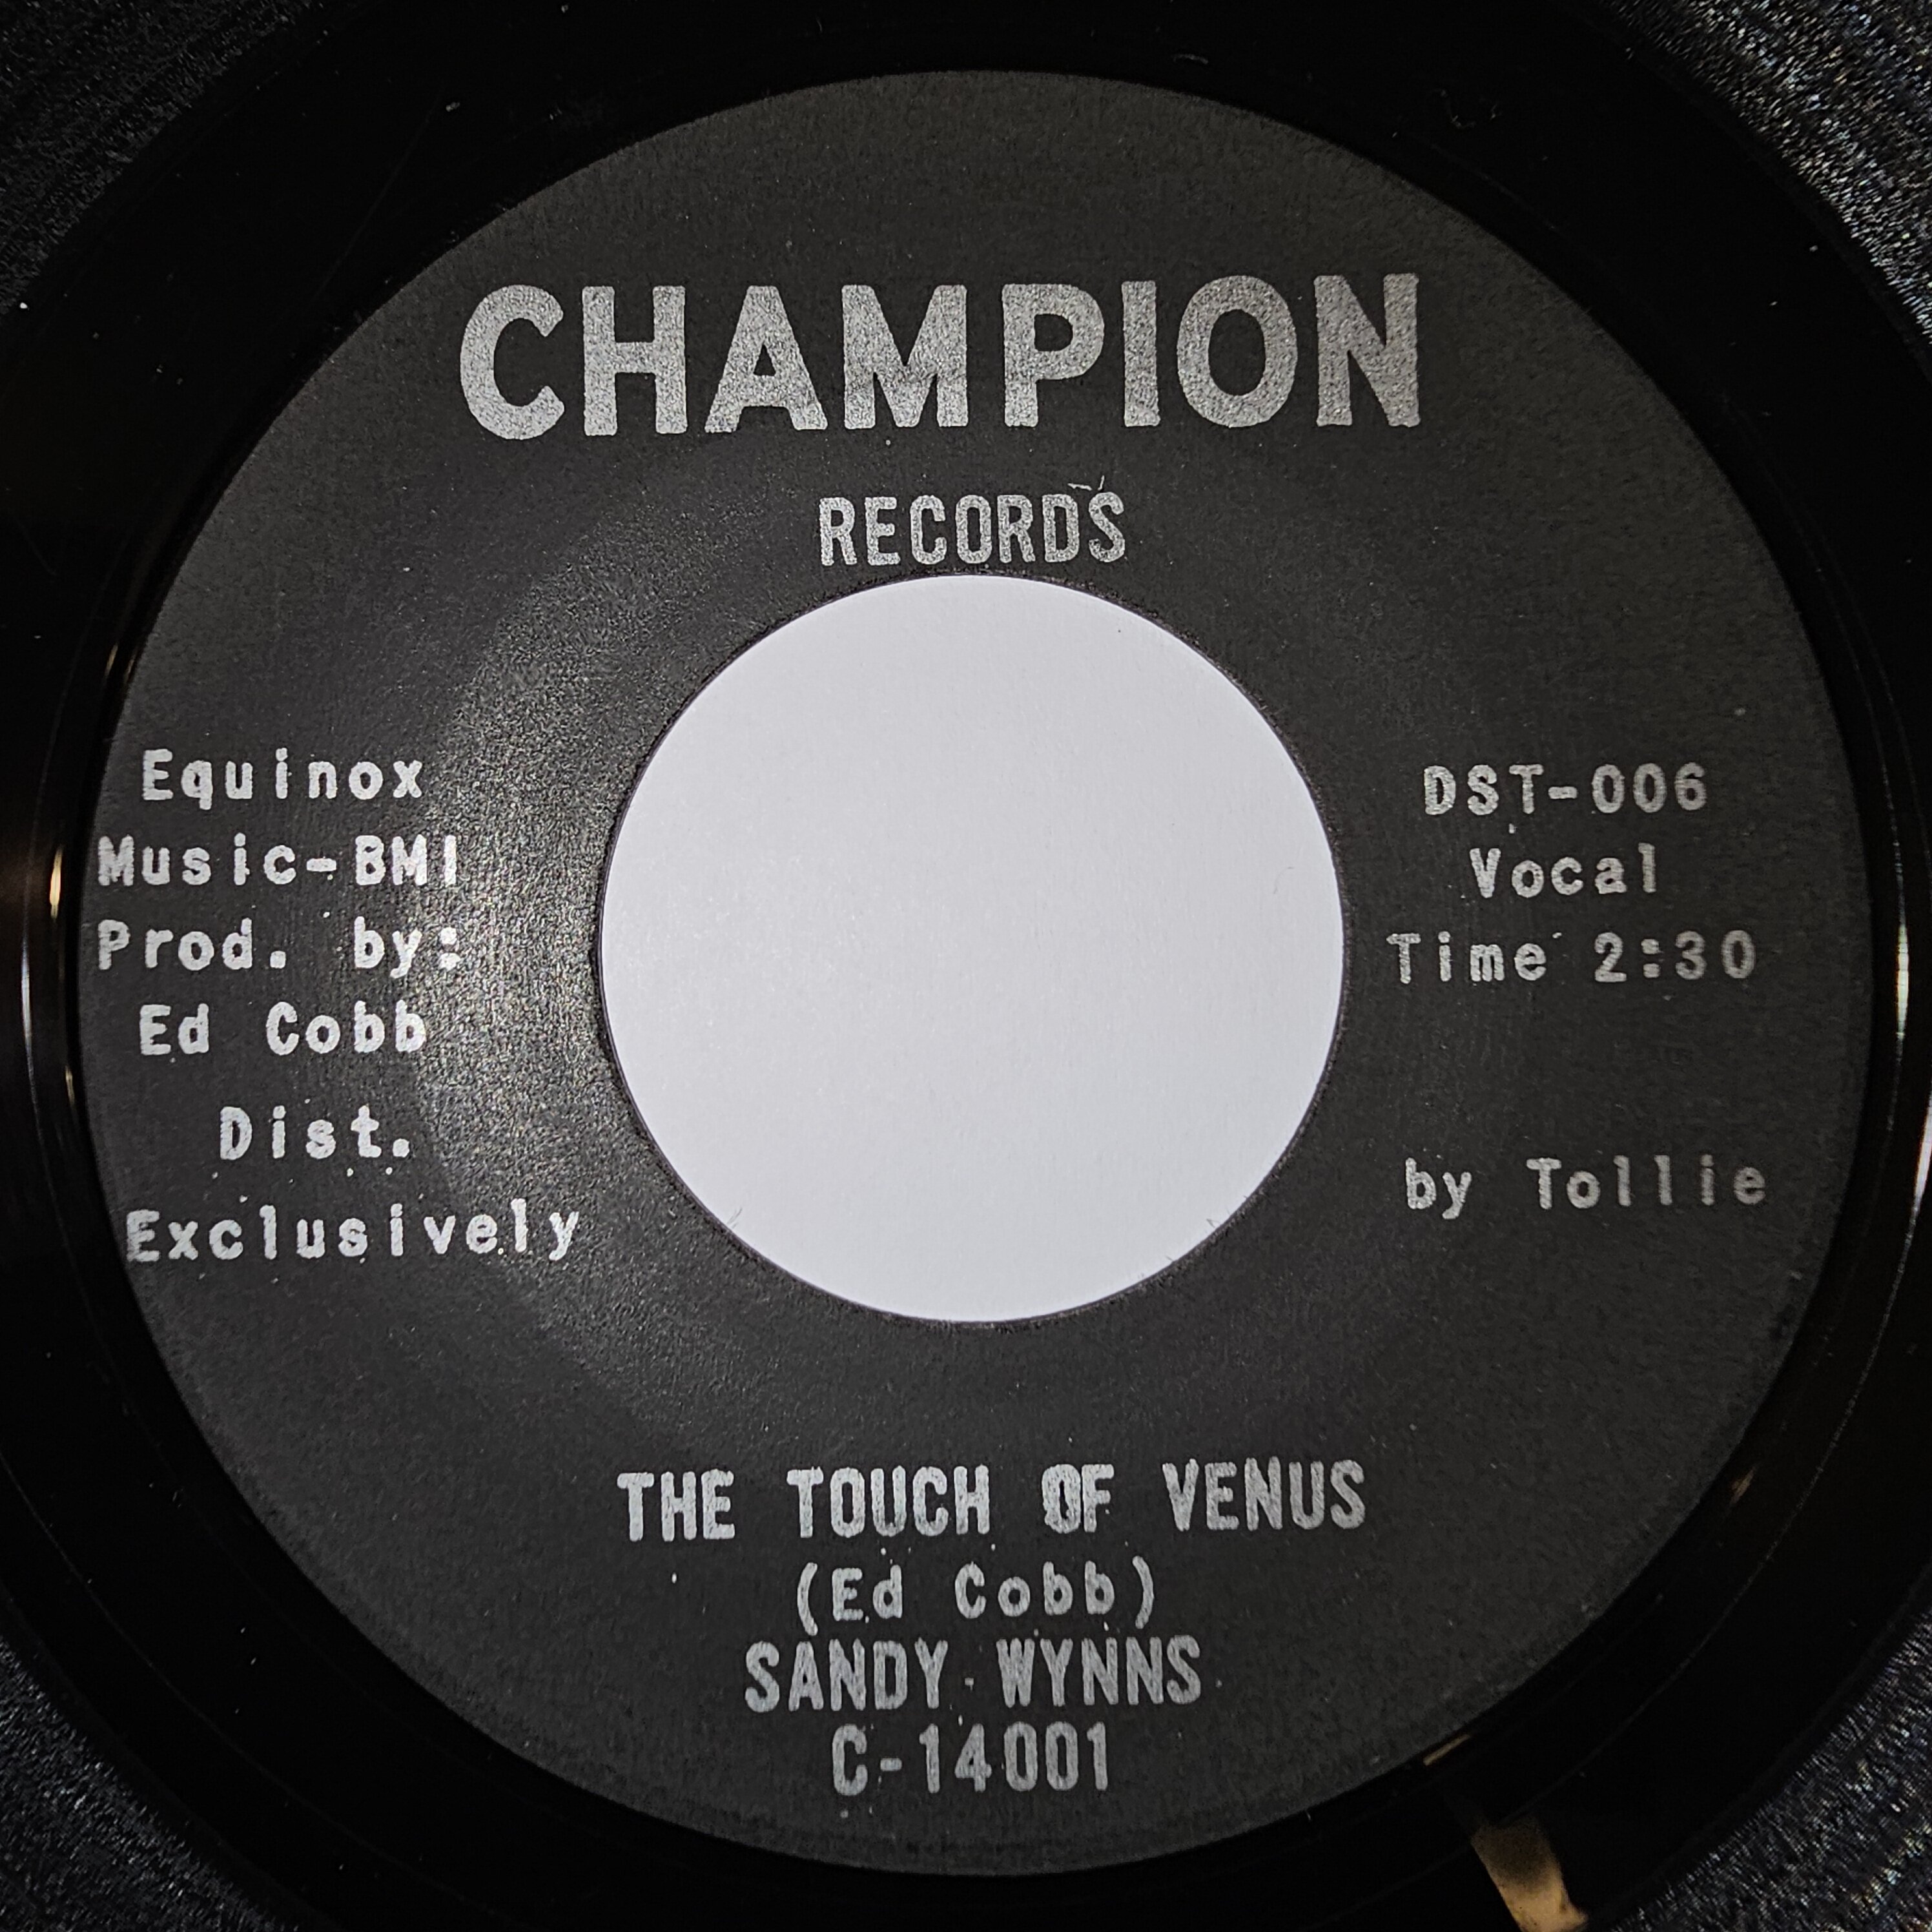 CHAMPION
RECORDS
Equinox
Music-BMI
Prod. by:
Ed Cobb
Dist.
Exclusively
DST-006
Vocal
Time 2:30
by Tollie
THE TOUCH OF VENUS
(Ed Cobb)
SANDY WYNNS
C-14001